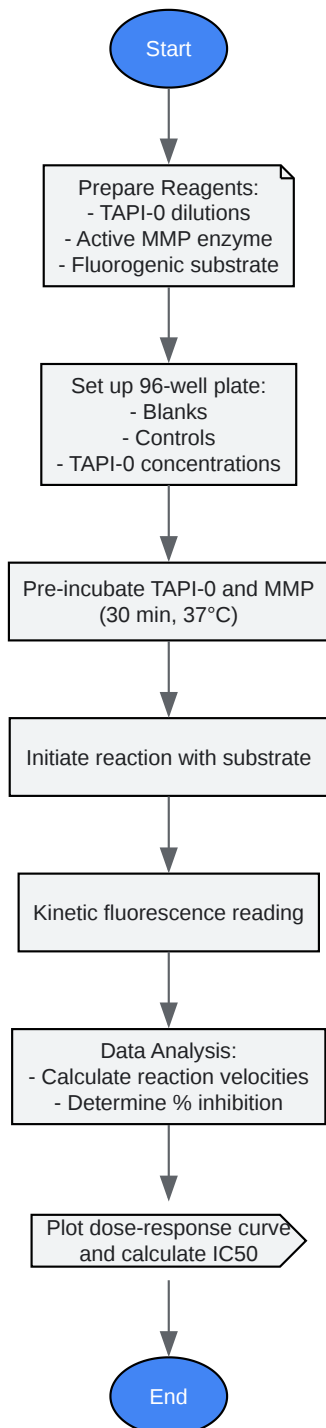 Start
Prepare Reagents:
- TAPI-0 dilutions
- Active MMP enzyme
- Fluorogenic substrate
Set up 96-well plate:
- Blanks
- Controls
- TAPI-0 concentrations
Pre-incubate TAPI-0 and MMP
(30 min, 37°C)
Initiate reaction with substrate
Kinetic fluorescence reading
Data Analysis:
- Calculate reaction velocities
- Determine % inhibition
Plot dose-response curve
and calculate IC50
End